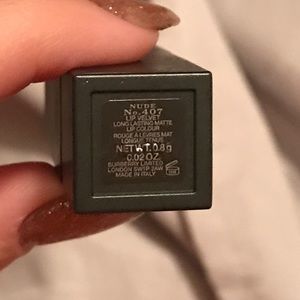 NUDE
No.407
LIP VELVET
LONG LASTING MATTE
LIP COLOUR
ROUGE À LÈVRES MAT
LONGUE TENUE
NET WT. 0.8g
0.02 OZ.
BURBERRY LIMITED
LONDON SW1P 2AW
MADE IN ITALY